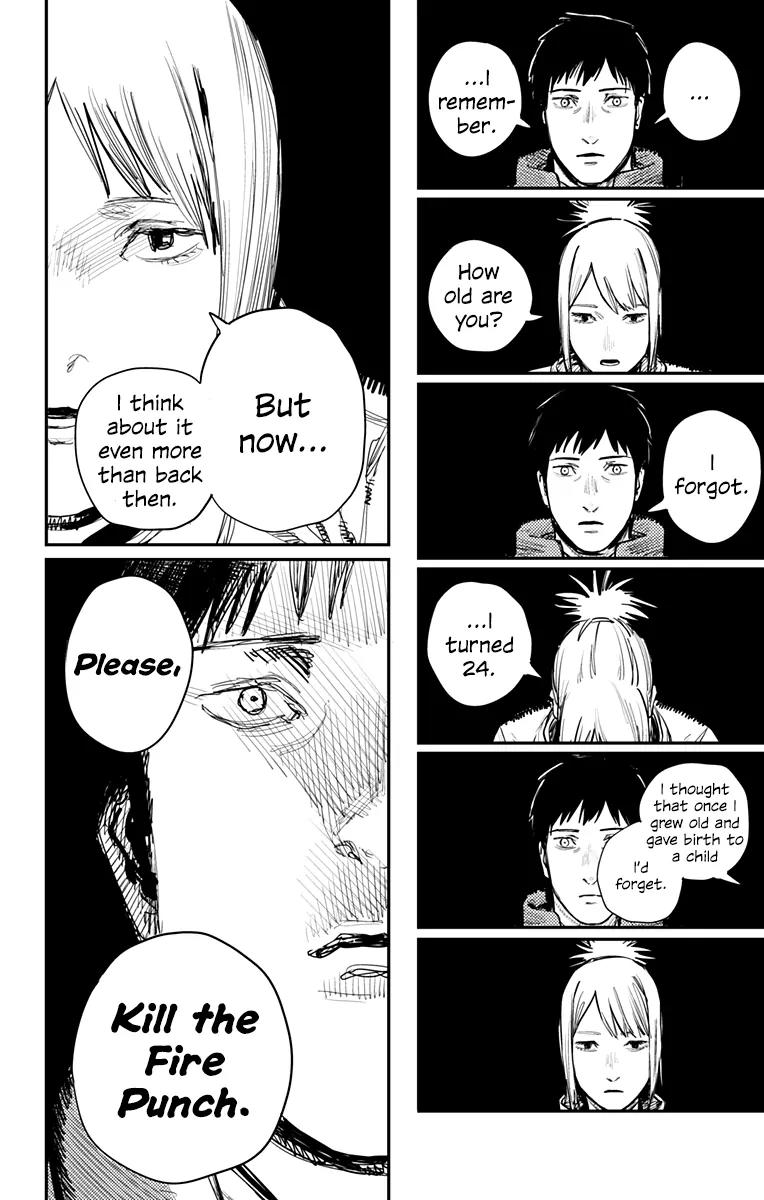 ...
...I
remem-
ber.
How
old are
you?
I
forgot.
...I
turned
24.
I thought
that once I
grew old and
gave birth to
a child
I'd
forget.
But
now...
I think
about it
even more
than back
then.
Please,
Kill the
Fire
Punch.